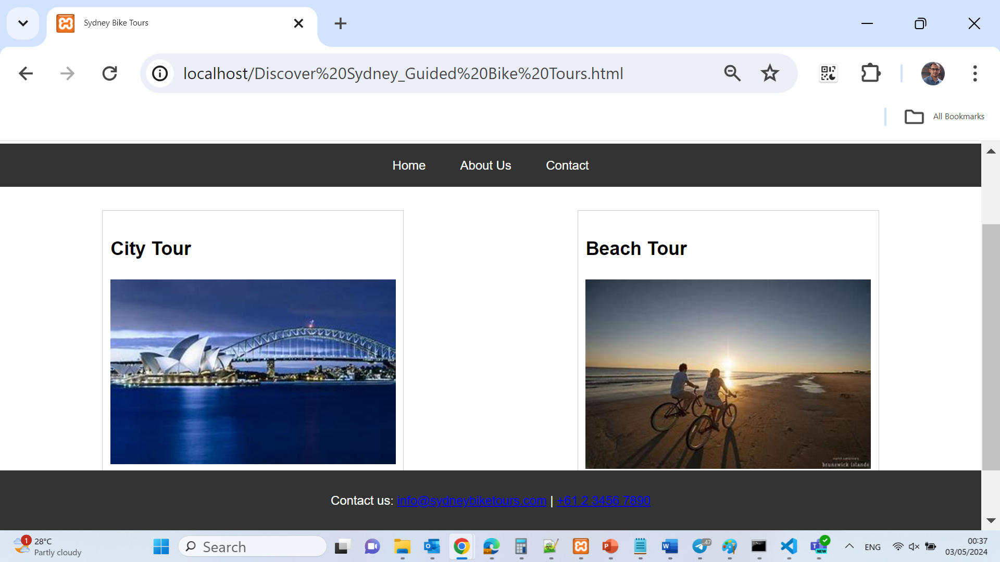 Sydney Bike Tours
localhost/Discover%20Sydney_Guided%20Bike%20Tours.html
All Bookmarks
Home About Us Contact
City Tour
Beach Tour
brunswick islands
Contact us: info@sydneybiketours.com | +61 2 3456 7890
1
28°C
Partly cloudy
Search
47
NEW
ENG
00:37
03/05/2024